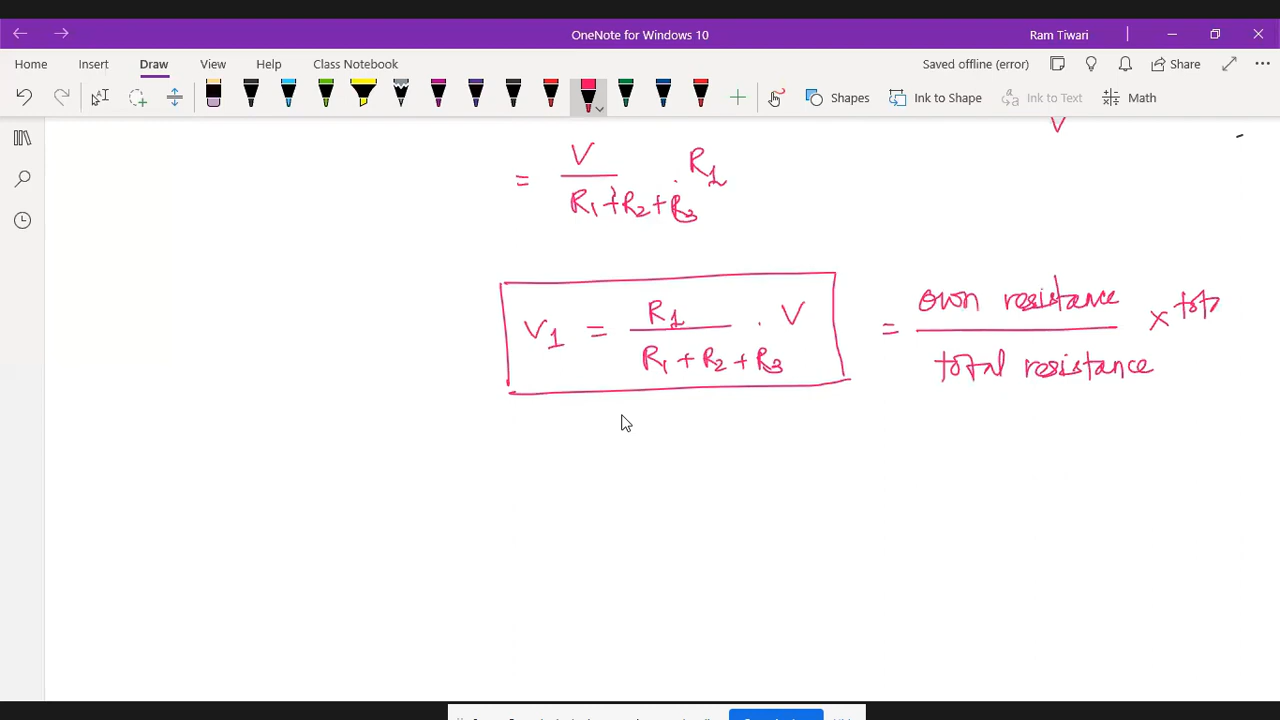 OneNote for Windows 10
Ram Tiwari
Home Insert Draw View Help Class Notebook
Saved offline (error) Share
Shapes Ink to Shape Ink to Text Math
V
= V / R1+R2+R3 . R1
V1 = R1 / R1+R2+R3 . V = own resistance / total resistance × tot